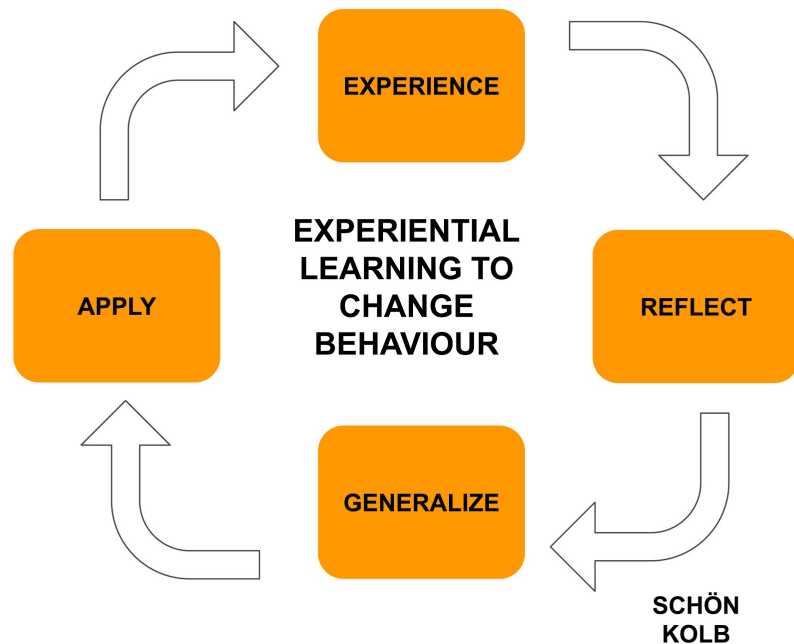 EXPERIENCE
EXPERIENTIAL
LEARNING TO
CHANGE
BEHAVIOUR
APPLY
REFLECT
GENERALIZE
SCHÖN
KOLB